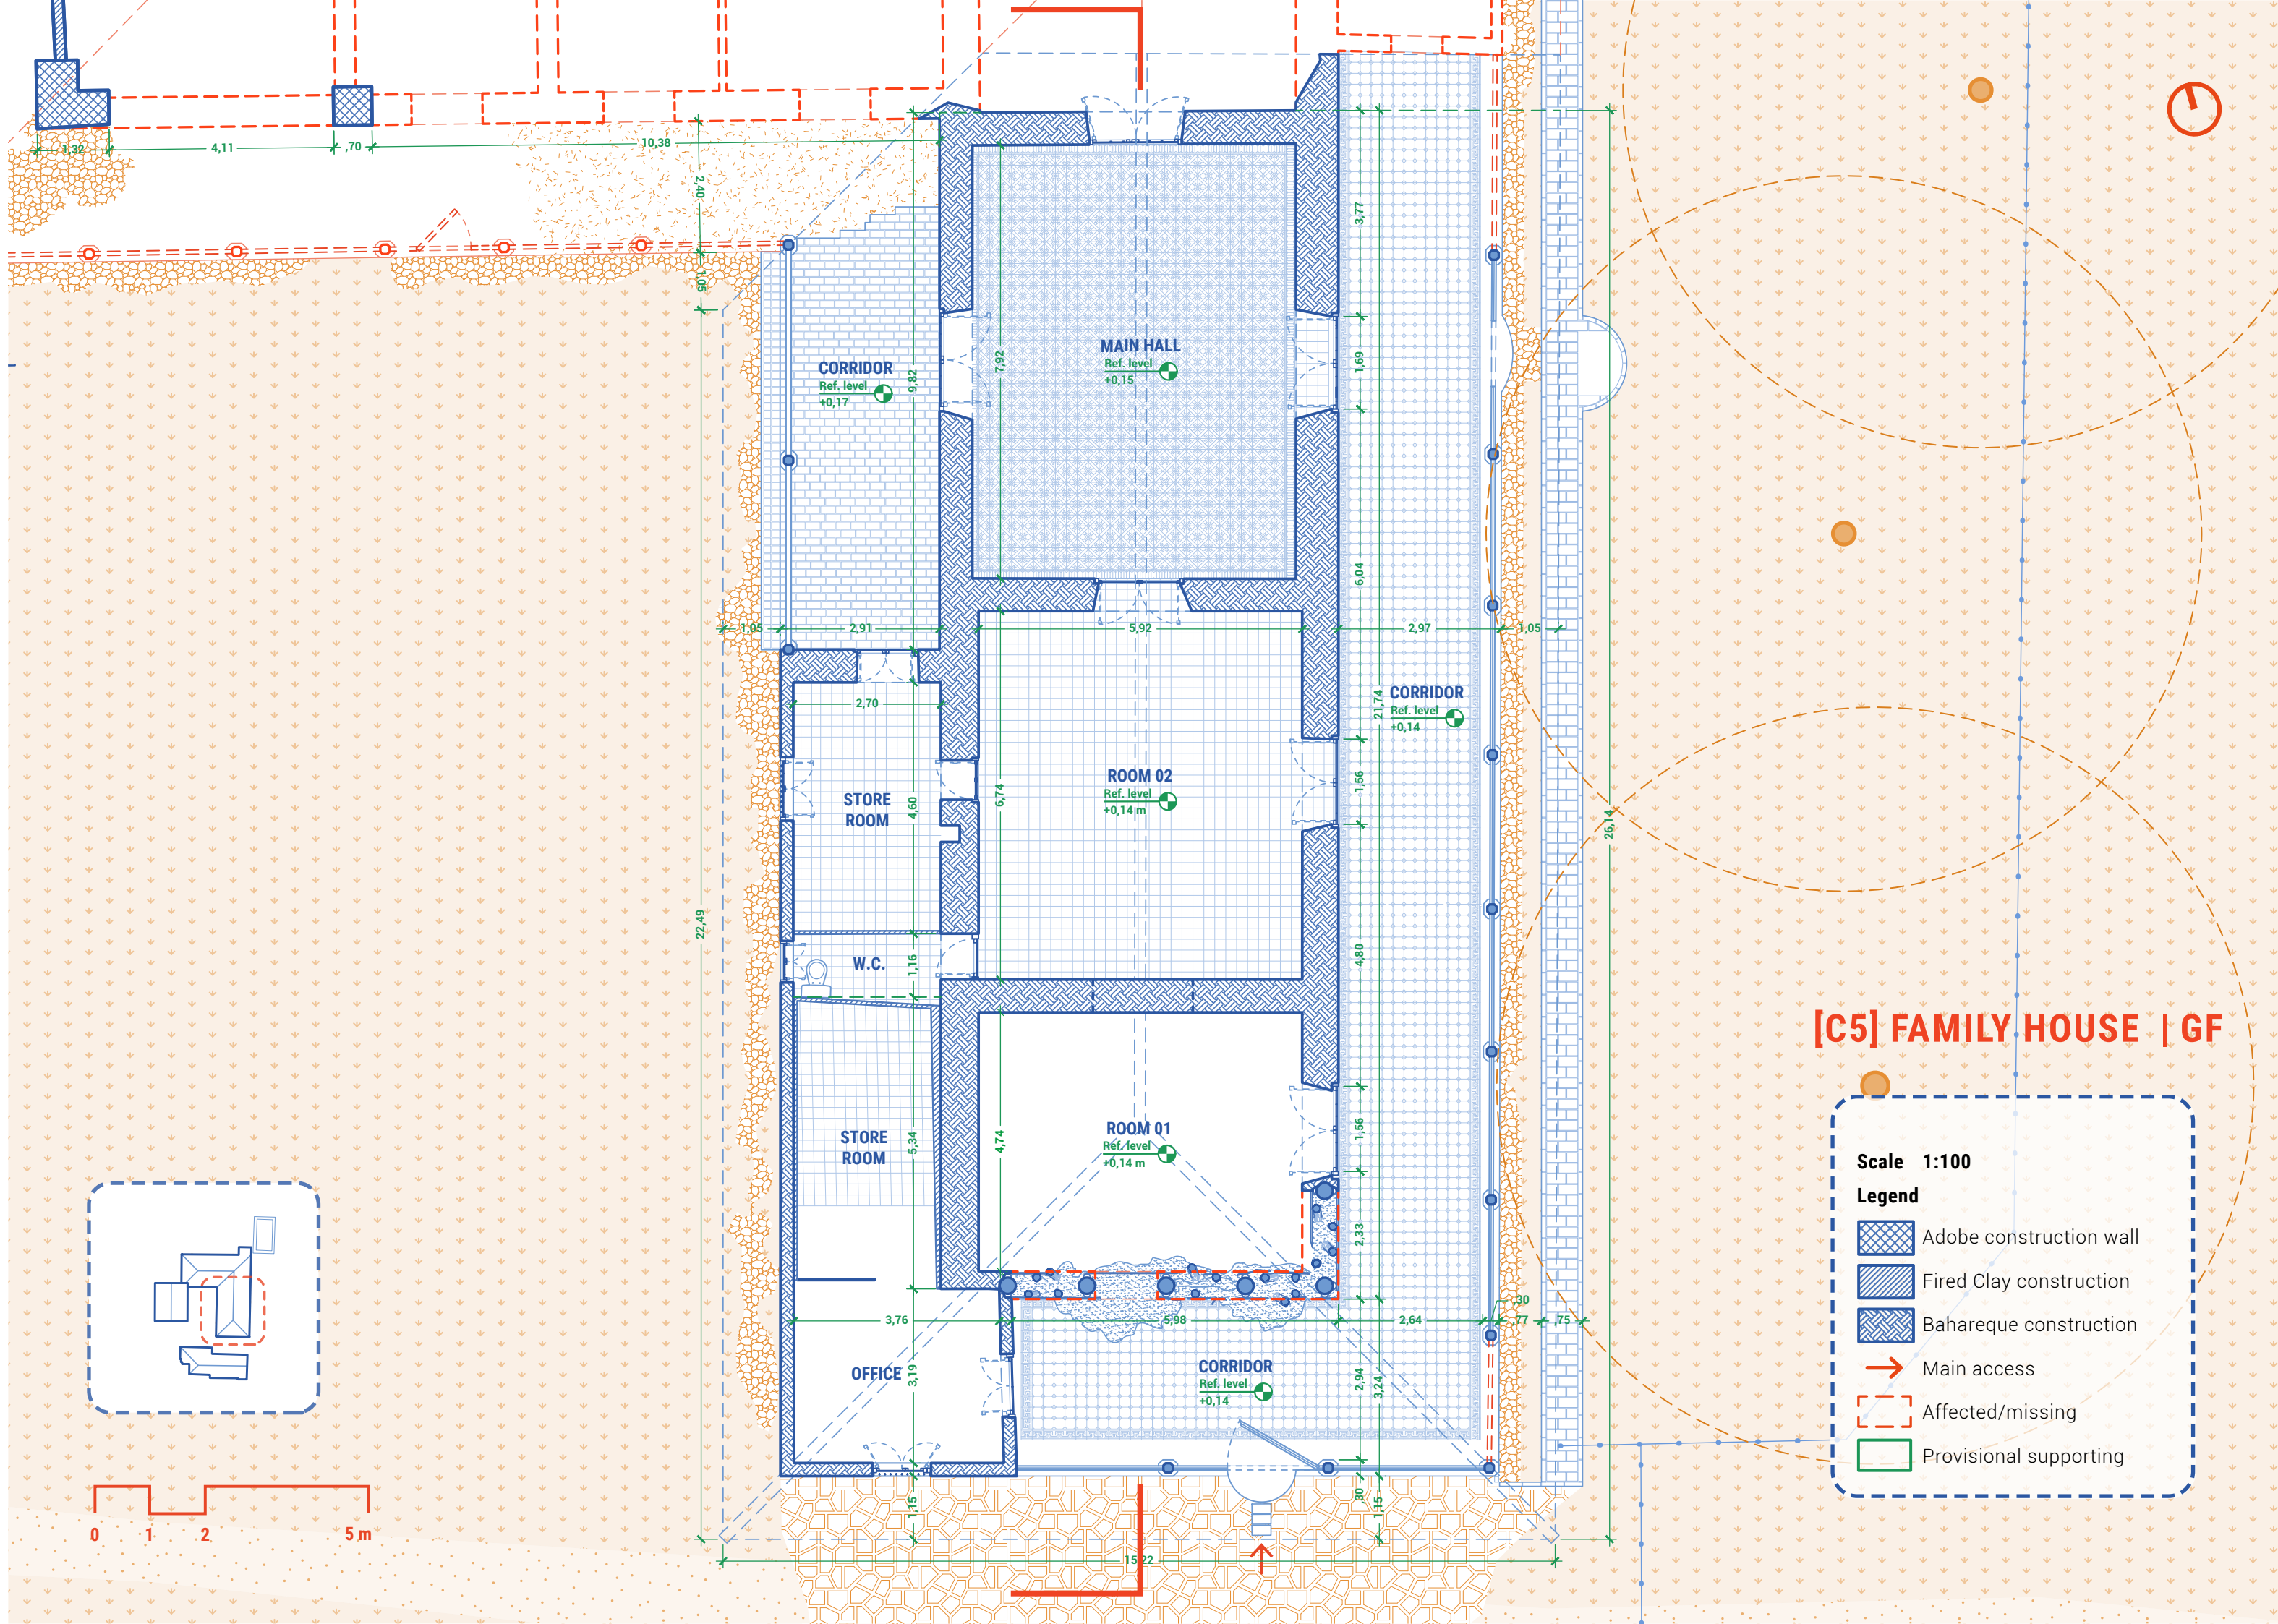 1,32
4,11
,70
10,38
2,40
1,05
3,77
MAIN HALL
Ref. level
+0,15
CORRIDOR
Ref. level
+0,17
9,82
7,92
1,69
6,04
1,05
2,91
5,92
2,97
1,05
2,70
CORRIDOR
Ref. level
+0,14
21,74
ROOM 02
Ref. level
+0,14 m
STORE
ROOM
4,60
6,74
1,56
26,14
22,49
W.C.
1,16
4,80
[C5] FAMILY HOUSE | GF
STORE
ROOM
5,34
4,74
ROOM 01
Ref. level
+0,14 m
1,56
2,33
Scale 1:100
Legend
Adobe construction wall
Fired Clay construction
Bahareque construction
Main access
Affected/missing
Provisional supporting
,30
3,76
5,98
2,64
,77
,75
OFFICE
3,19
CORRIDOR
Ref. level
+0,14
2,94
3,24
1,15
,30
1,15
0 1 2 5 m
15,22